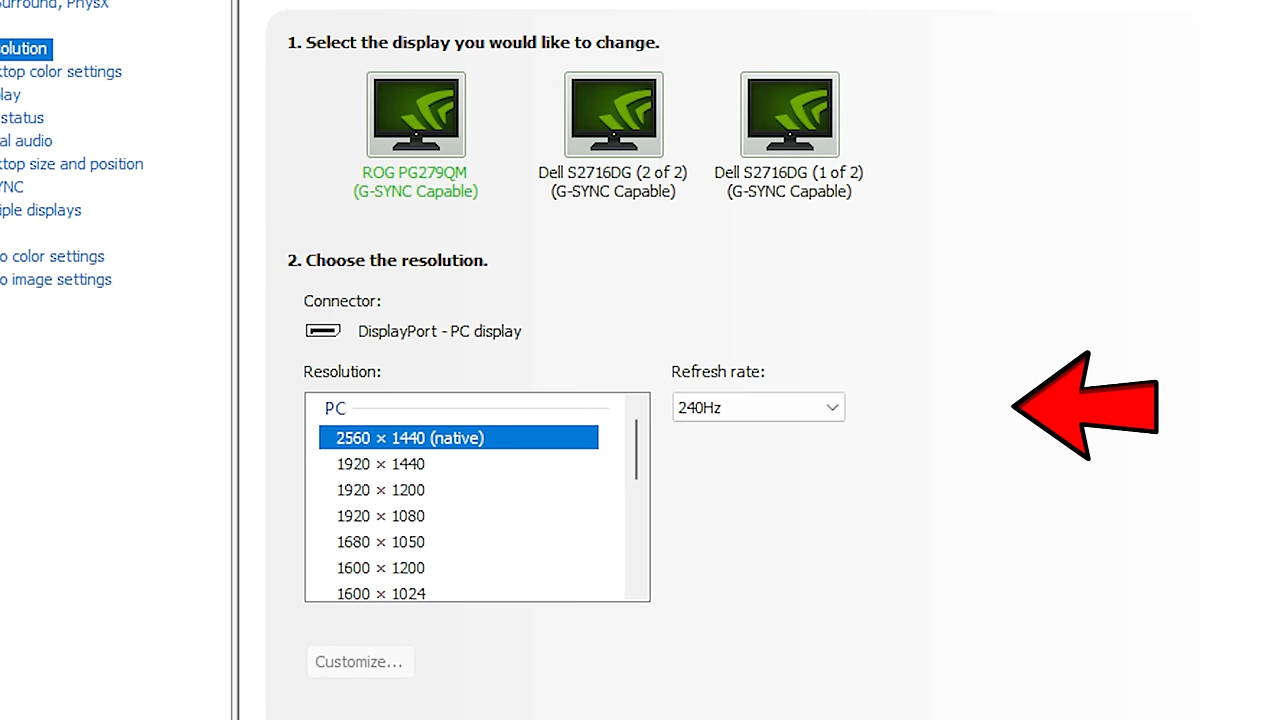 Surround, PhysX
olution
ktop color settings
lay
status
al audio
ktop size and position
YNC
iple displays
o color settings
o image settings
1. Select the display you would like to change.
ROG PG279QM
(G-SYNC Capable)
Dell S2716DG (2 of 2)
(G-SYNC Capable)
Dell S2716DG (1 of 2)
(G-SYNC Capable)
2. Choose the resolution.
Connector:
DisplayPort - PC display
Resolution:
PC
2560 × 1440 (native)
1920 × 1440
1920 × 1200
1920 × 1080
1680 × 1050
1600 × 1200
1600 × 1024
Refresh rate:
240Hz
Customize...